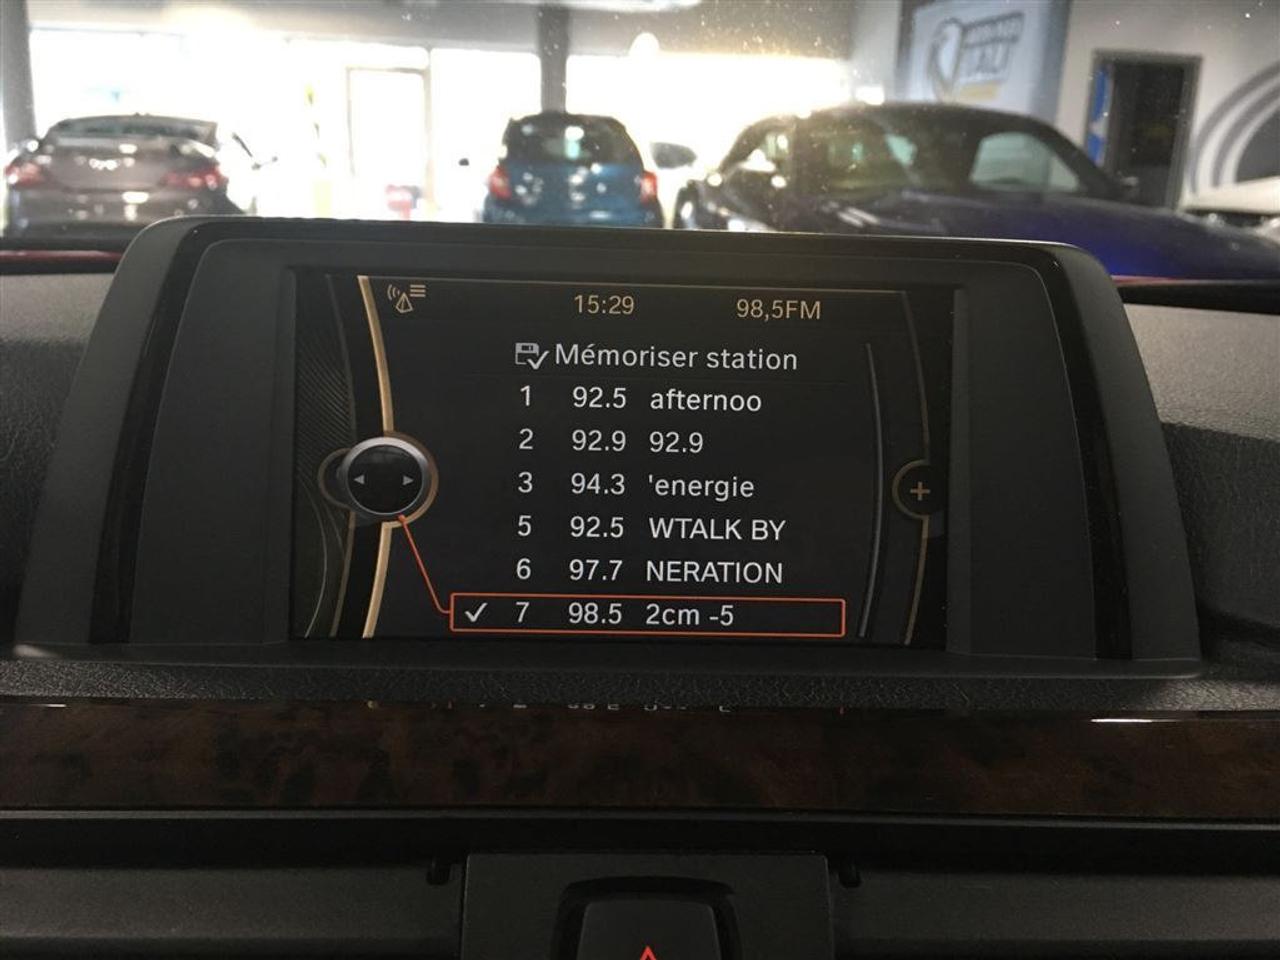 15:29 98,5FM
Mémoriser station
1 92.5 afternoo
2 92.9 92.9
3 94.3 'energie
5 92.5 WTALK BY
6 97.7 NERATION
✓ 7 98.5 2cm -5